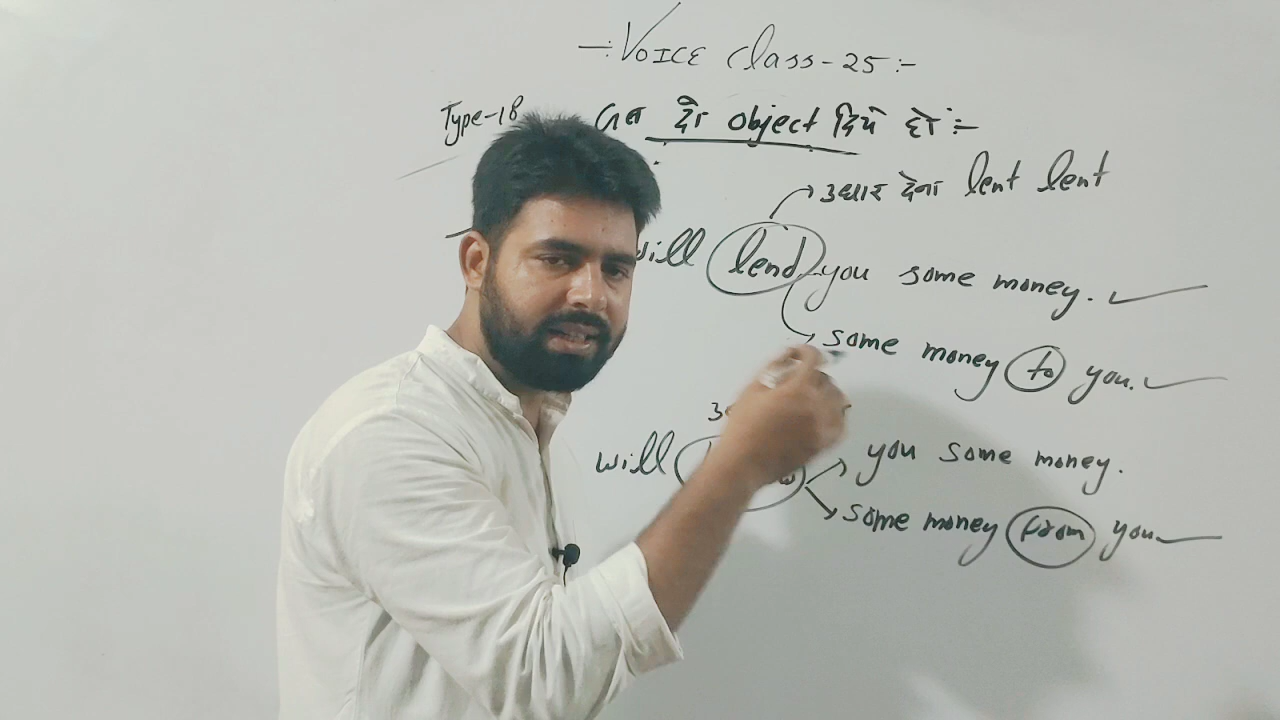 -: VOICE Class-25:-
Type-18 जब दो object दिये हो :-
उधार देना lent lent
will lend you some money.
some money to you.
will you some money.
some money from you